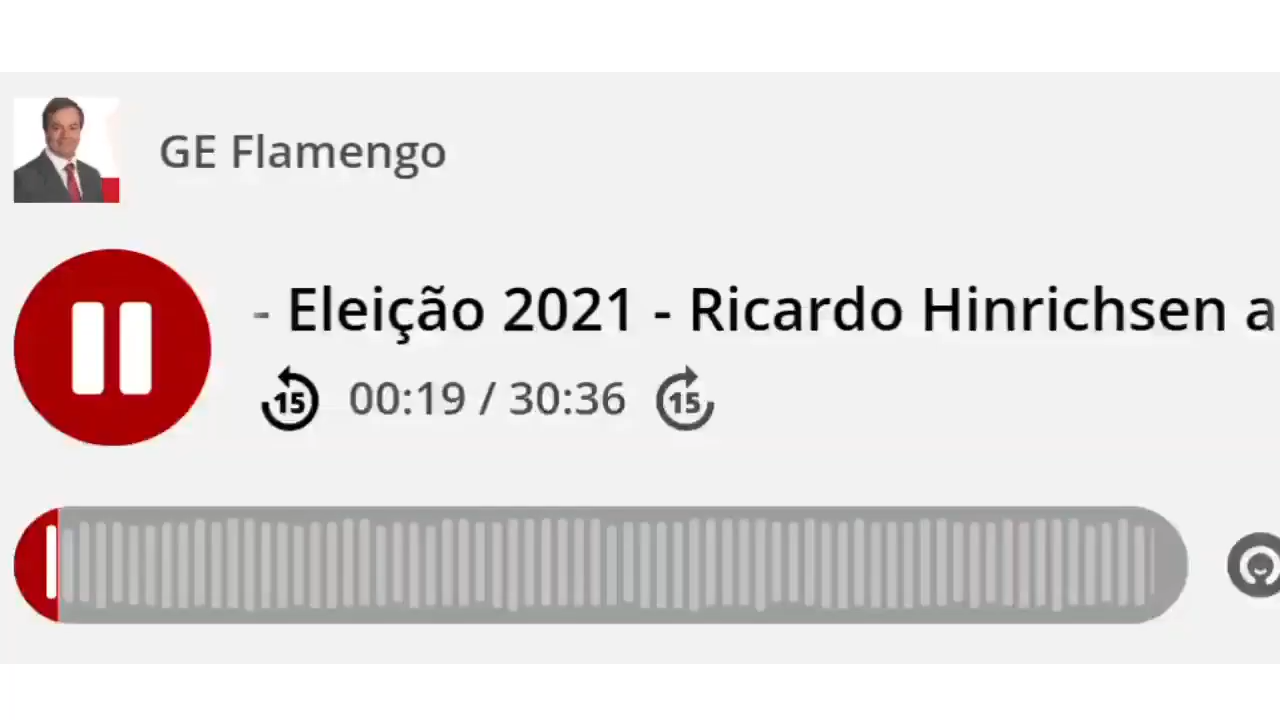 GE Flamengo
- Eleição 2021 - Ricardo Hinrichsen a
15 00:19 / 30:36 15